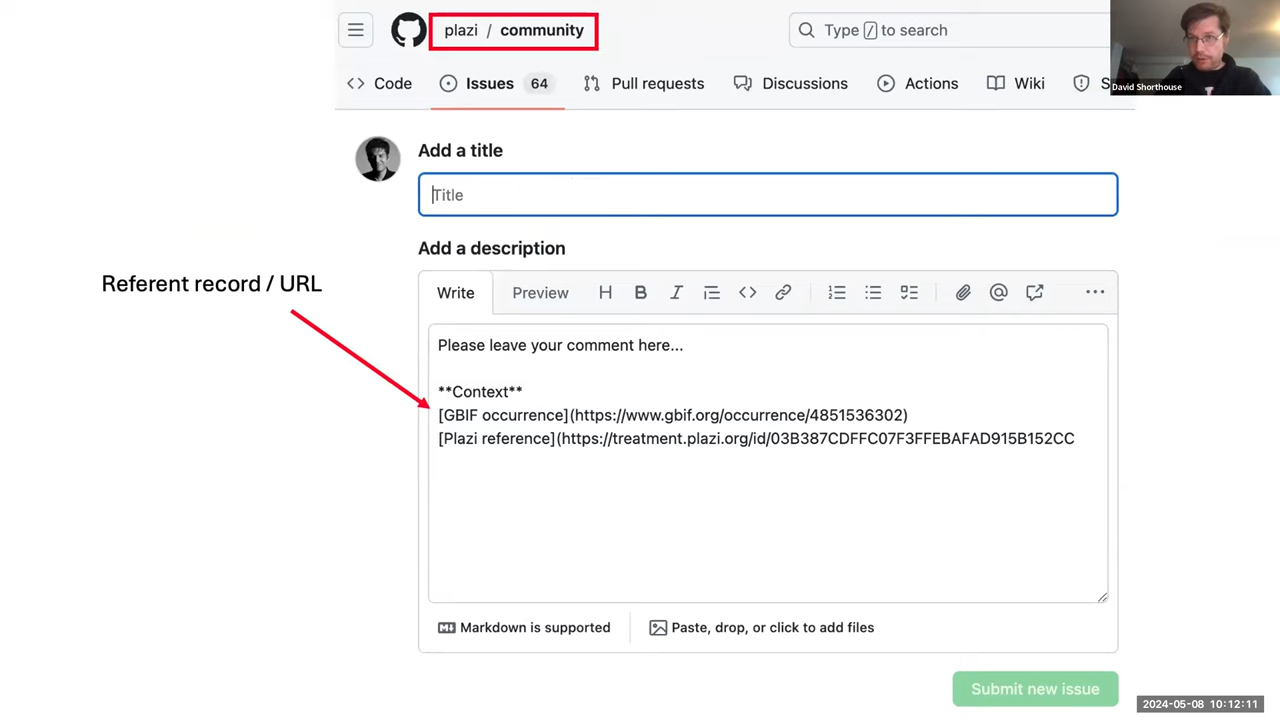 plazi / community
Type / to search
Code
Issues 64
Pull requests
Discussions
Actions
Wiki
S
David Shorthouse
Add a title
Title
Add a description
Referent record / URL
Write
Preview
H B I
Please leave your comment here...
**Context**
[GBIF occurrence](https://www.gbif.org/occurrence/4851536302)
[Plazi reference](https://treatment.plazi.org/id/03B387CDFFC07F3FFEBAFAD915B152CC
Markdown is supported
Paste, drop, or click to add files
Submit new issue
2024-05-08 10:12:11